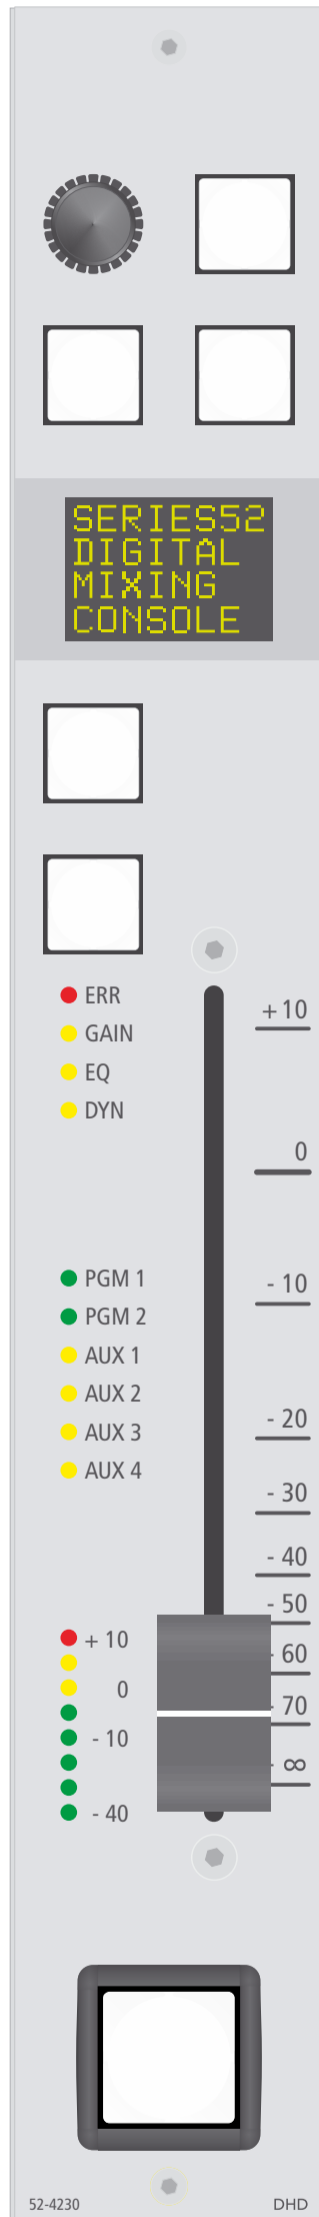 SERIES52
DIGITAL
MIXING
CONSOLE
ERR
GAIN
EQ
DYN
PGM 1
PGM 2
AUX 1
AUX 2
AUX 3
AUX 4
+ 10
0
- 10
- 40
+ 10
0
- 10
- 20
- 30
- 40
- 50
- 60
- 70
- ∞
52-4230
DHD